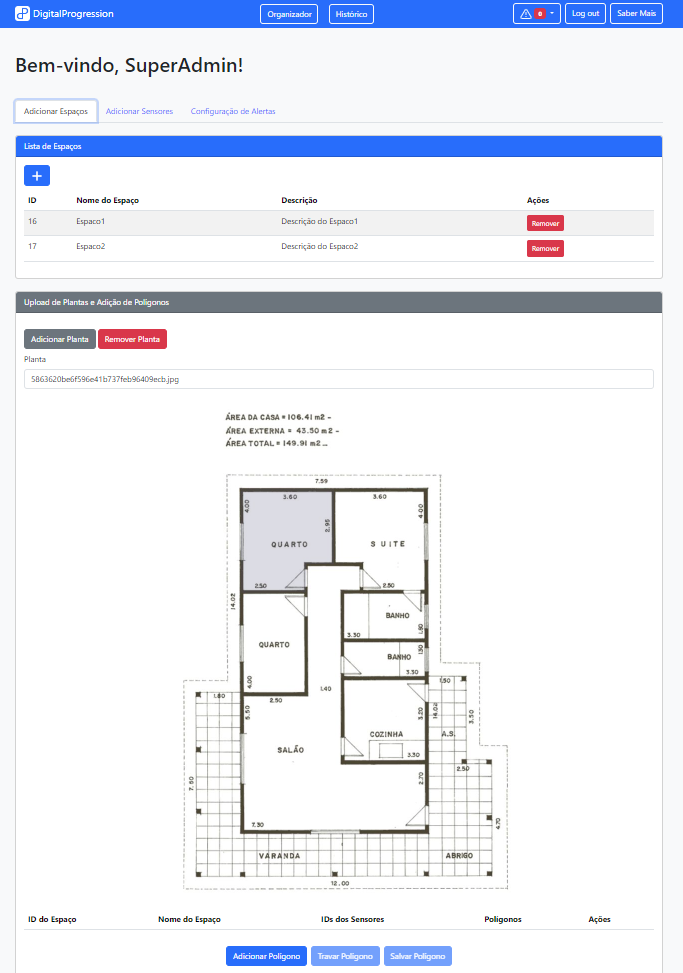 DigitalProgression
Organizador
Histórico
0
Log out
Saber Mais
Bem-vindo, SuperAdmin!
Adicionar Espaços
Adicionar Sensores
Configuração de Alertas
Lista de Espaços
+
ID Nome do Espaço Descrição Ações
16 Espaco1 Descrição do Espaco1 Remover
17 Espaco2 Descrição do Espaco2 Remover
Upload de Plantas e Adição de Polígonos
Adicionar Planta Remover Planta
Planta
5863620be6f596e41b737feb96409ecb.jpg
ÁREA DA CASA = 106.41 m2 -
ÁREA EXTERNA = 43.50 m2 -
ÁREA TOTAL = 149.91 m2...
7.59
3.60 3.60
4.00 2.90 4.00
QUARTO SUITE
2.50 2.50
14.02
BANHO
3.30 1.50
QUARTO
BANHO 1.30
3.30
4.00
1.40
1.80 2.50 1.50
5.50 3.20 14.02 3.50
COZINHA A.S.
SALÃO
3.30
2.50
7.50 2.70
7.30 4.70
VARANDA ABRIGO
12.00
ID do Espaço Nome do Espaço IDs dos Sensores Poligonos Ações
Adicionar Polígono Travar Polígono Salvar Polígono